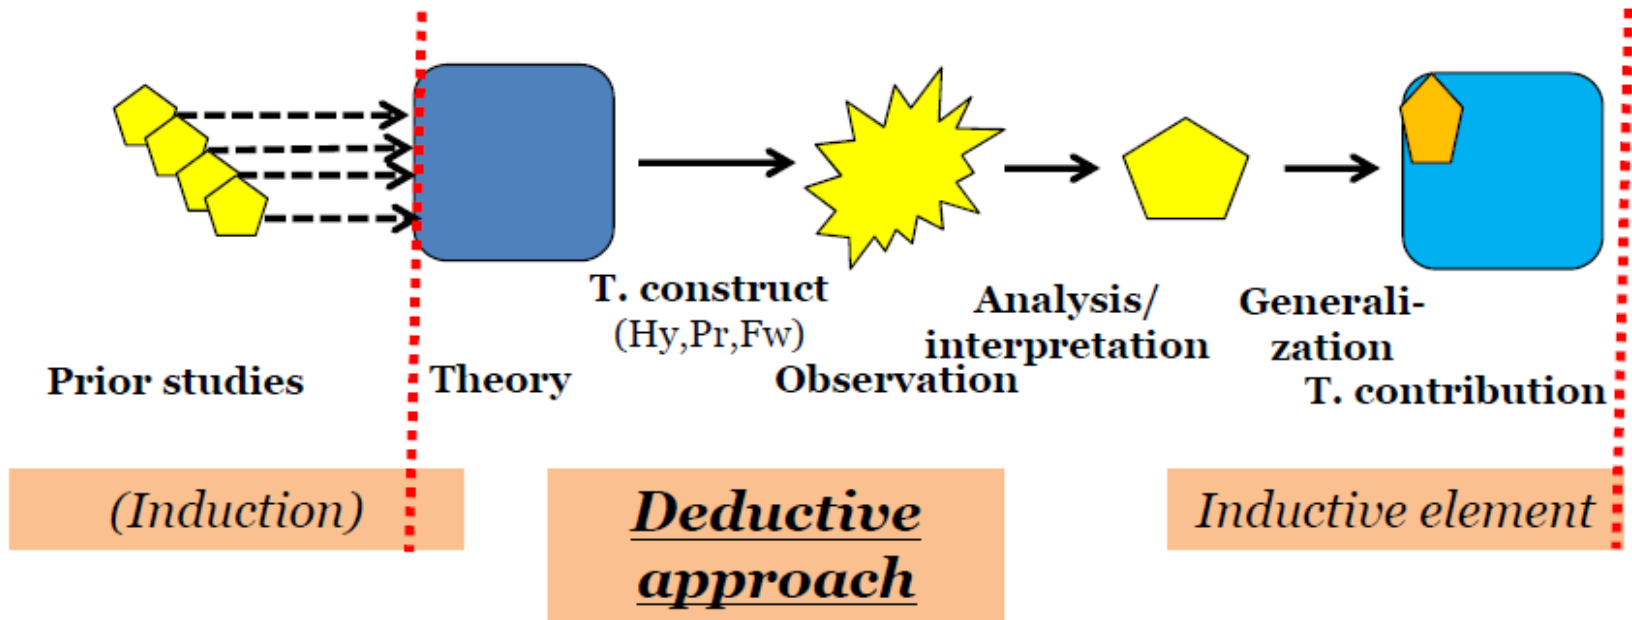 T. construct
(Hy,Pr,Fw)
Analysis/
interpretation
Generali-
zation
Prior studies
Theory
Observation
T. contribution
(Induction)
Deductive
approach
Inductive element